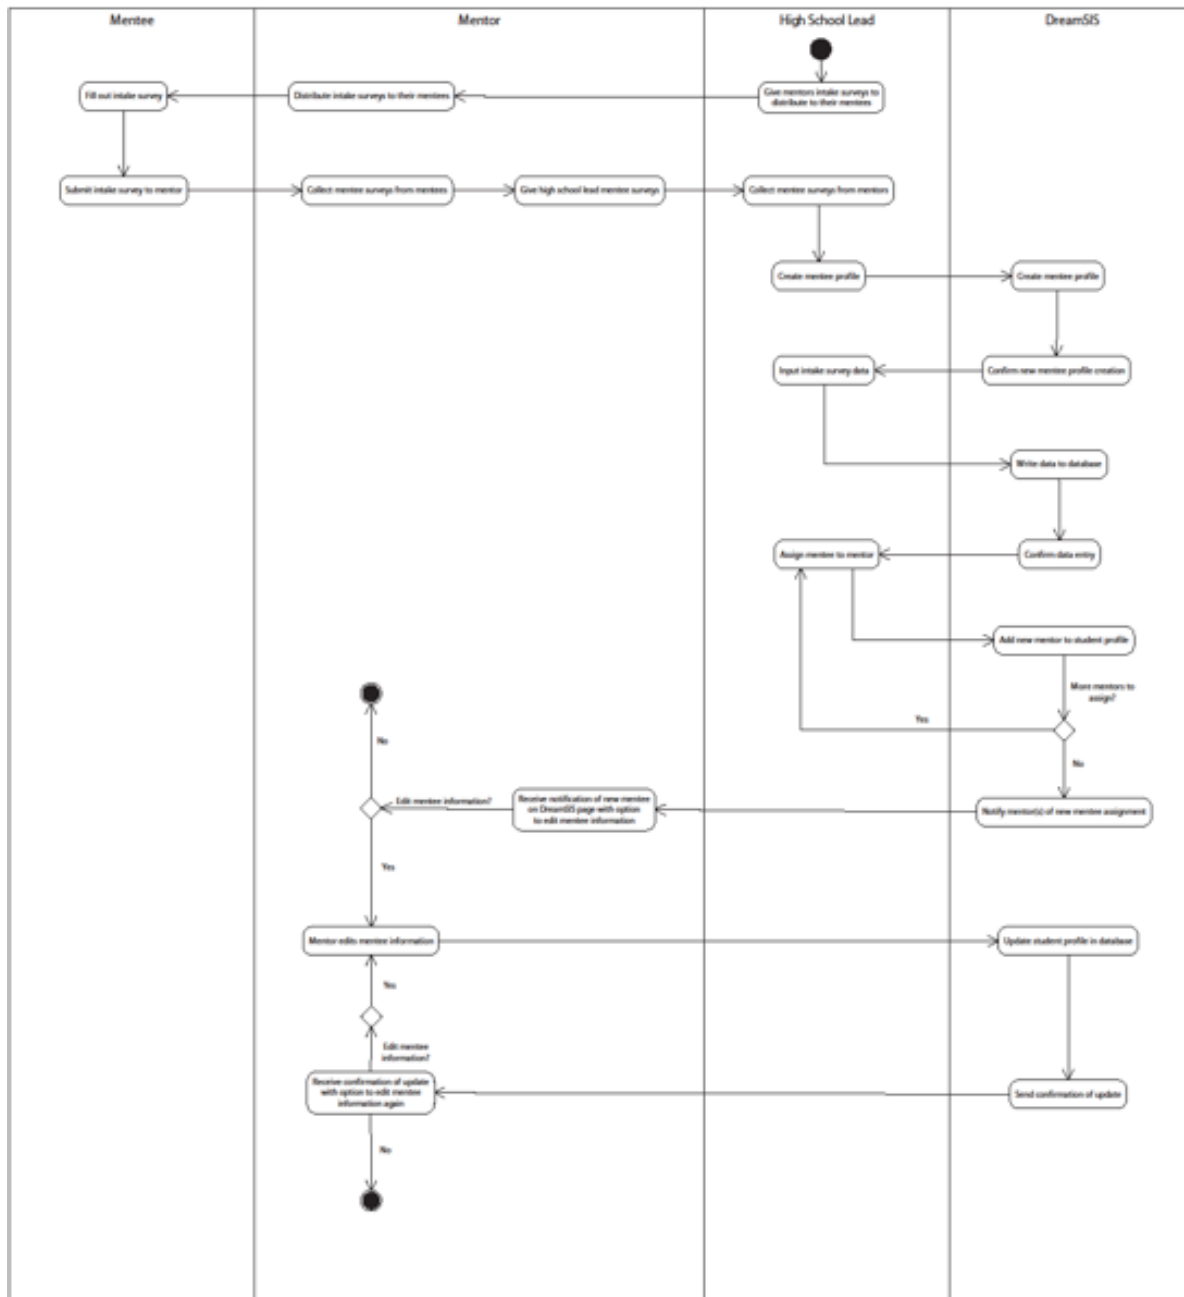 Mentee
Mentor
High School Lead
DreamSIS
Fill out intake survey
Distribute intake surveys to their mentees
Give mentors intake surveys to
distribute to their mentees
Submit intake survey to mentor
Collect mentee surveys from mentees
Give high school lead mentee surveys
Collect mentee surveys from mentors
Create mentee profile
Create mentee profile
Input intake survey data
Confirm new mentee profile creation
Write data to database
Assign mentee to mentor
Confirm data entry
Add new mentor to student profile
More mentors to
assign?
Yes
No
No
Edit mentee information?
Receive notification of new mentee
on DreamSIS page with option
to edit mentee information
Notify mentor(s) of new mentee assignment
Yes
Mentor edits mentee information
Update student profile in database
Yes
Edit mentee
information?
Receive confirmation of update
with option to edit mentee
information again
Send confirmation of update
No